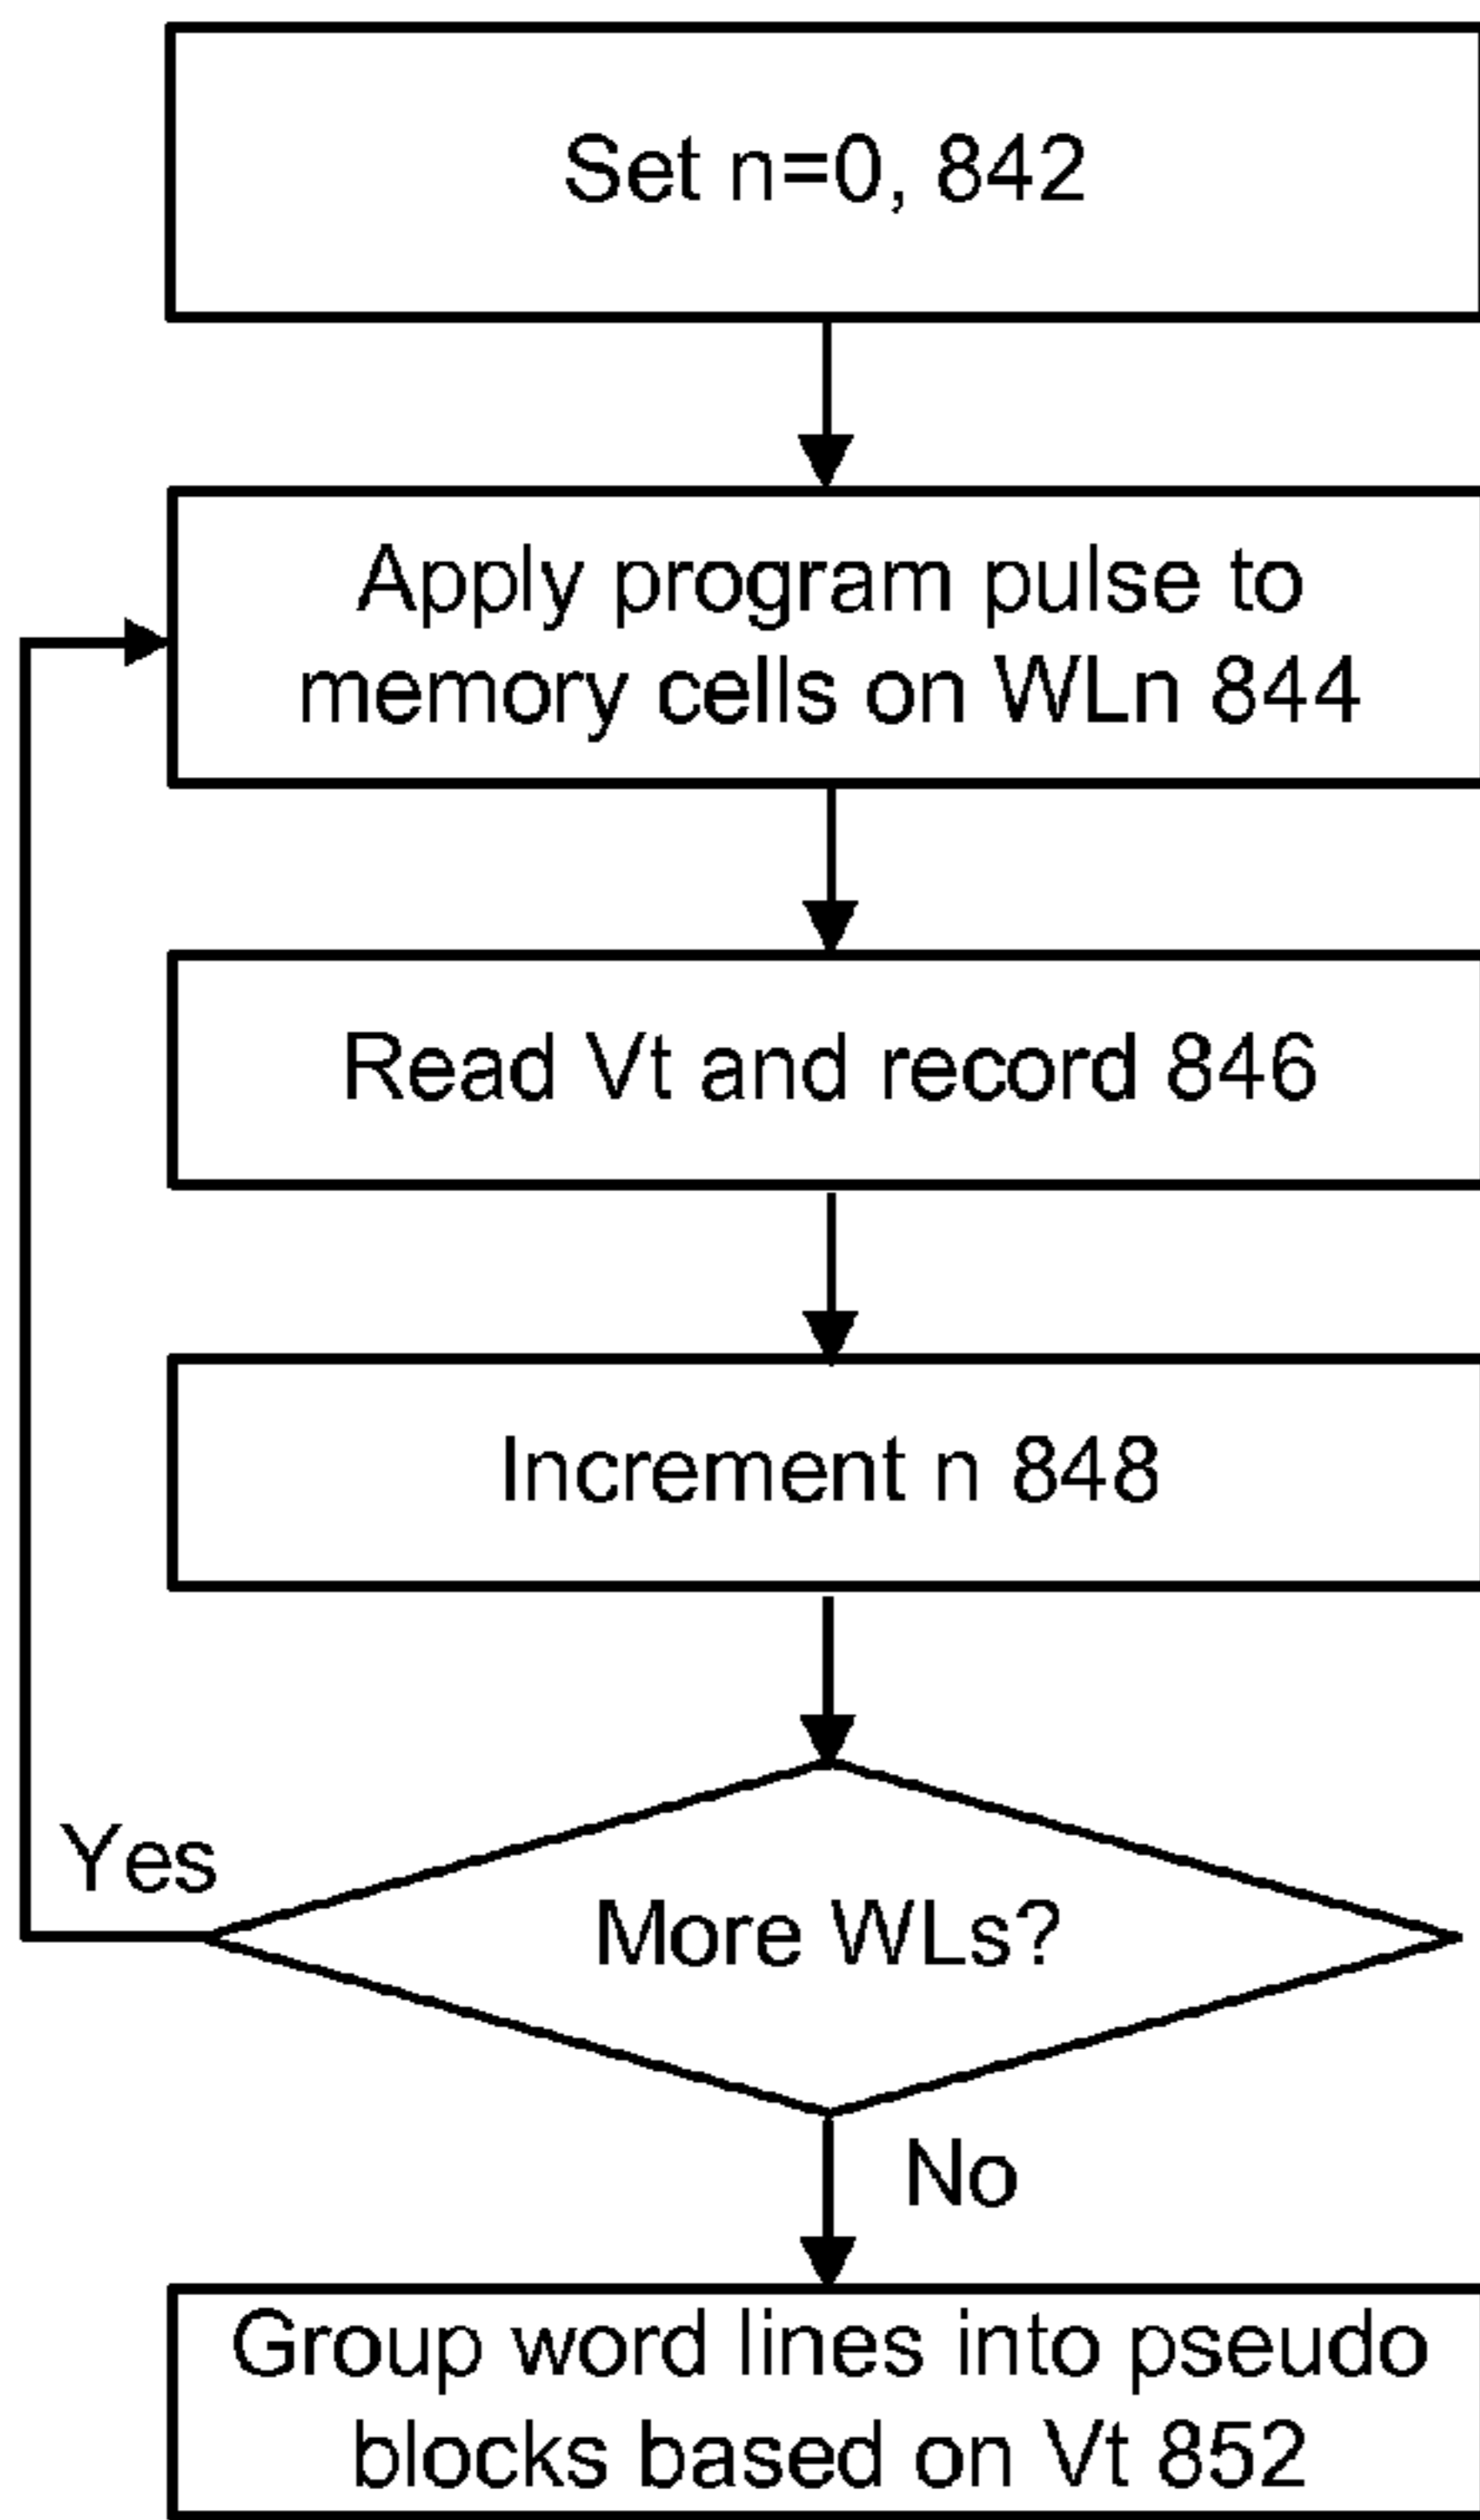 Set n=0, 842
Apply program pulse to
memory cells on WLn 844
Read Vt and record 846
Increment n 848
Yes
More WLs?
No
Group word lines into pseudo
blocks based on Vt 852